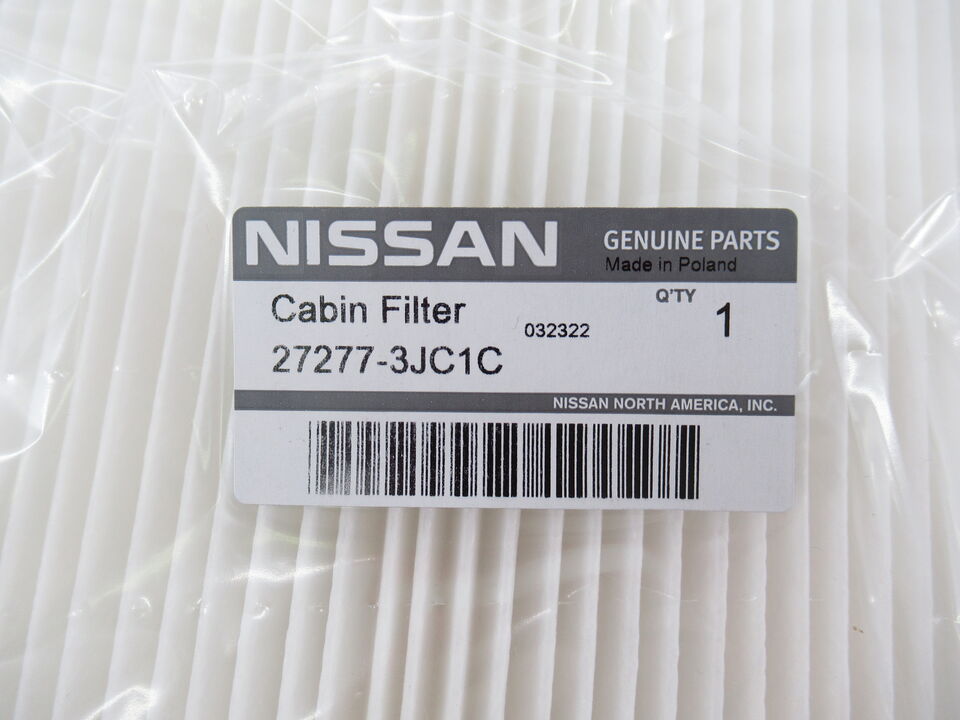 NISSAN GENUINE PARTS
Made in Poland
Cabin Filter
Q'TY 1
032322
27277-3JC1C
NISSAN NORTH AMERICA, INC.